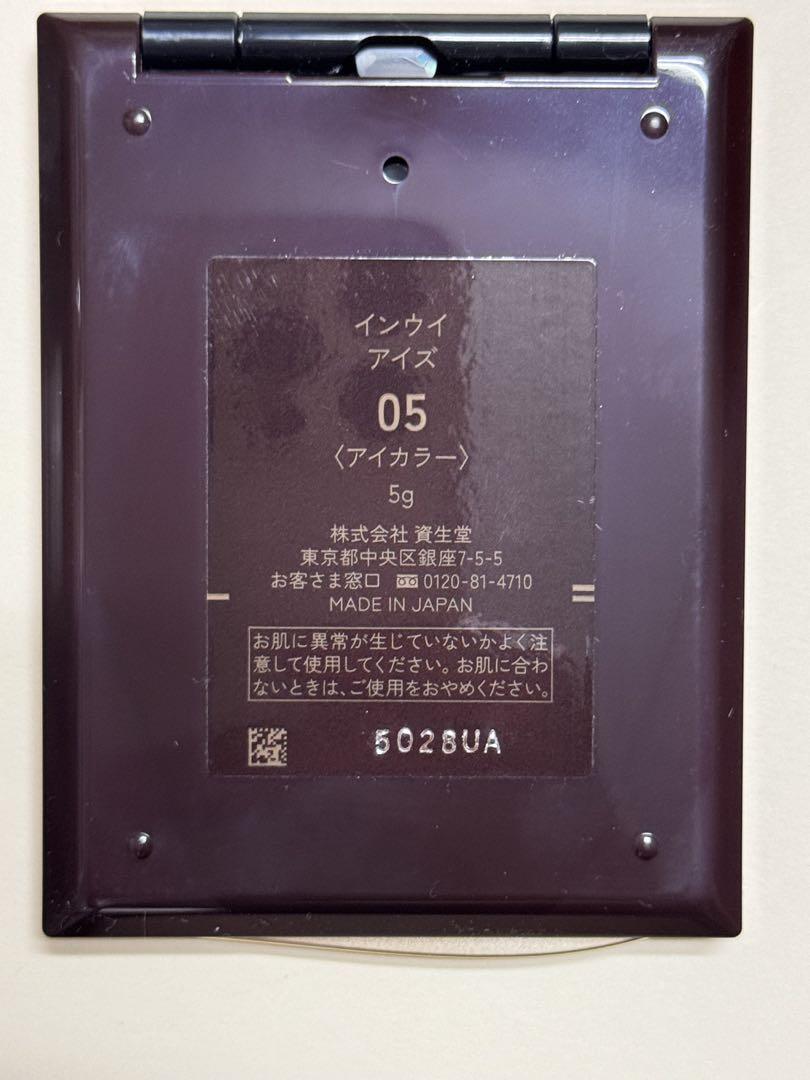 インウイ
アイズ
05
〈アイカラー〉
5g
株式会社 資生堂
東京都中央区銀座7-5-5
お客さま窓口 0120-81-4710
MADE IN JAPAN
お肌に異常が生じていないかよく注
意して使用してください。お肌に合わ
ないときは、ご使用をおやめください。
5028UA